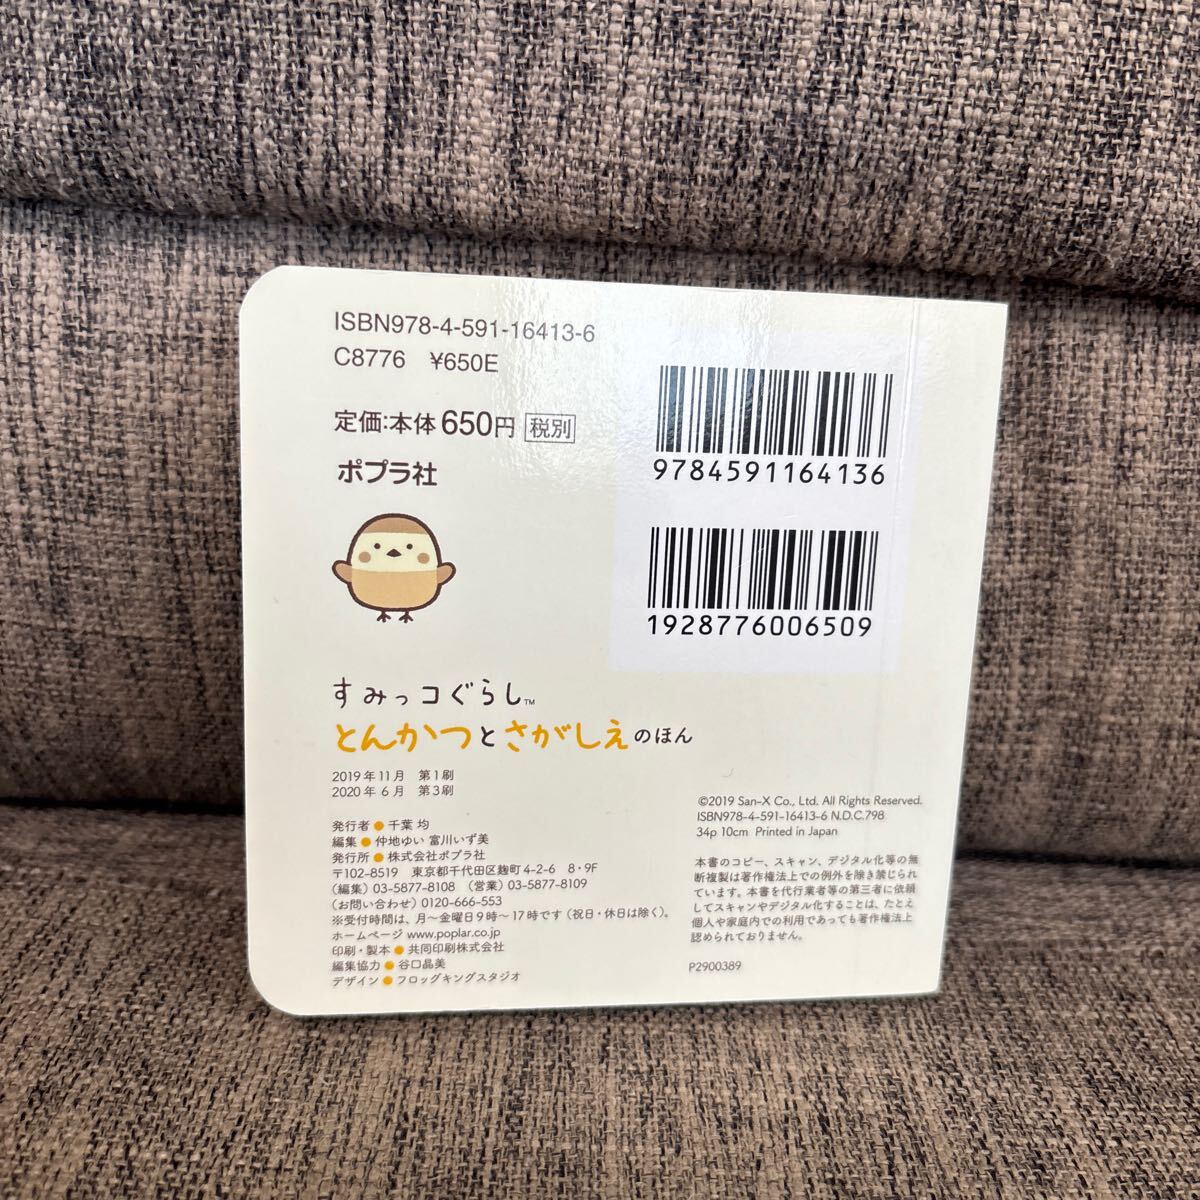 ISBN978-4-591-16413-6
C8776 ¥650E
定価:本体650円 税別
ポプラ社
9784591164136
1928776006509
すみっコぐらし™
とんかつとさがしえのほん
2019年11月 第1刷
2020年 6月 第3刷
発行者●千葉 均
編集●仲地ゆい 富川いず美
発行所●株式会社ポプラ社
〒102-8519 東京都千代田区麹町4-2-6 8・9F
(編集) 03-5877-8108 (営業) 03-5877-8109
(お問い合わせ) 0120-666-553
※受付時間は、月〜金曜日9時〜17時です(祝日・休日は除く)。
ホームページ www.poplar.co.jp
印刷・製本●共同印刷株式会社
編集協力●谷口晶美
デザイン●フロッグキングスタジオ
©2019 San-X Co., Ltd. All Rights Reserved.
ISBN978-4-591-16413-6 N.D.C.798
34p 10cm Printed in Japan
本書のコピー、スキャン、デジタル化等の無
断複製は著作権法上での例外を除き禁じられ
ています。本書を代行業者等の第三者に依頼
してスキャンやデジタル化することは、たとえ
個人や家庭内での利用であっても著作権法上
認められておりません。
P2900389